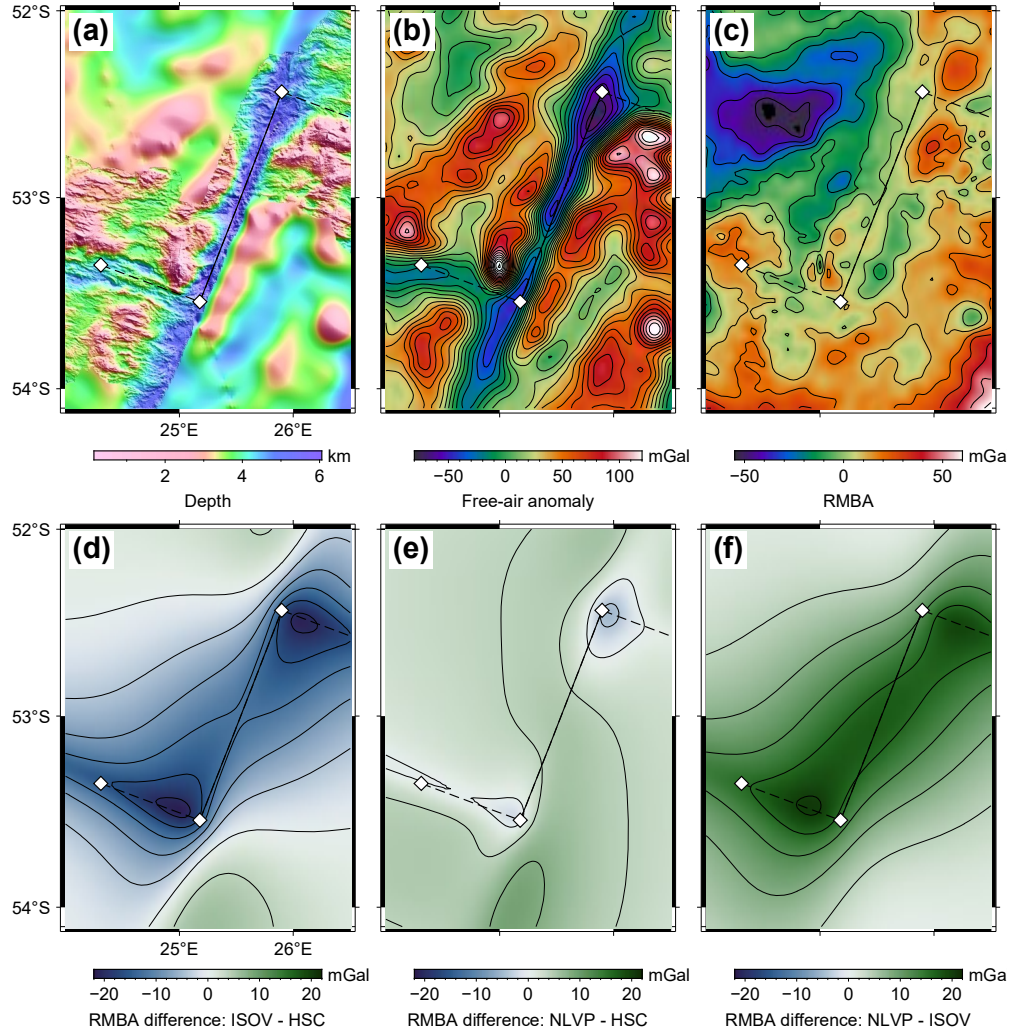 (a) (b) (c)
52°S
53°S
54°S
25°E 26°E
2 4 6 km
Depth
−50 0 50 100 mGal
Free-air anomaly
−50 0 50 mGa
RMBA
(d) (e) (f)
52°S
53°S
54°S
25°E 26°E
−20 −10 0 10 20 mGal
RMBA difference: ISOV - HSC
−20 −10 0 10 20 mGal
RMBA difference: NLVP - HSC
−20 −10 0 10 20 mGa
RMBA difference: NLVP - ISOV